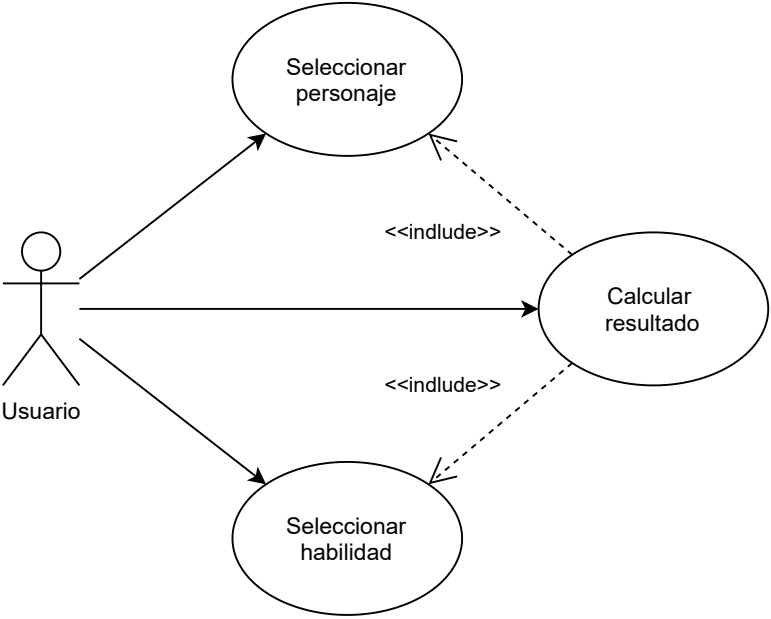 Seleccionar
personaje
<<indlude>>
Calcular
resultado
<<indlude>>
Usuario
Seleccionar
habilidad